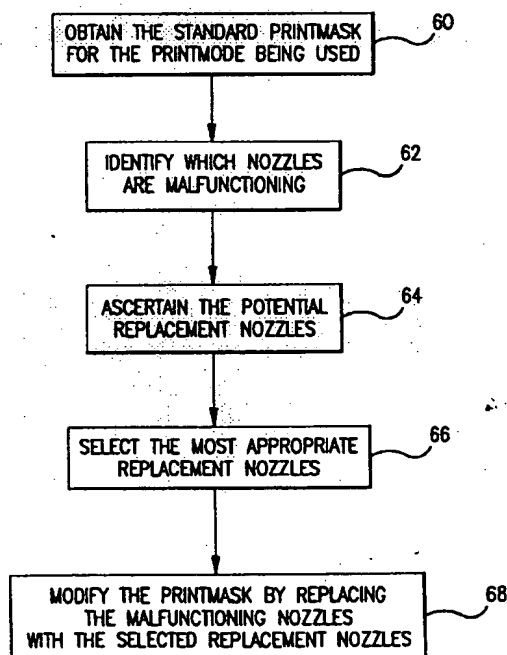 OBTAIN THE STANDARD PRINTMASK
FOR THE PRINTMODE BEING USED
60
IDENTIFY WHICH NOZZLES
ARE MALFUNCTIONING
62
ASCERTAIN THE POTENTIAL
REPLACEMENT NOZZLES
64
SELECT THE MOST APPROPRIATE
REPLACEMENT NOZZLES
66
MODIFY THE PRINTMASK BY REPLACING
THE MALFUNCTIONING NOZZLES
WITH THE SELECTED REPLACEMENT NOZZLES
68